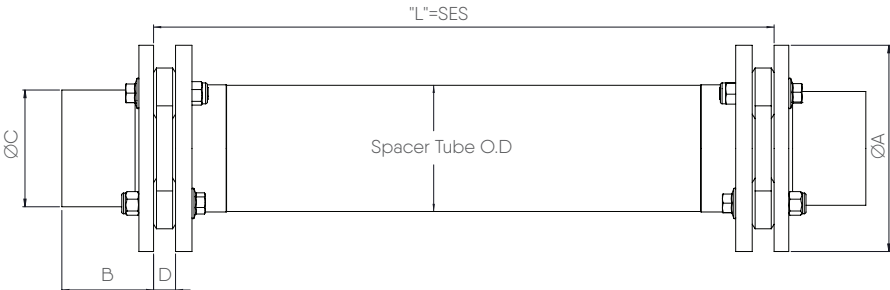 "L"=SES
ØC
Spacer Tube O.D
ØA
B
D